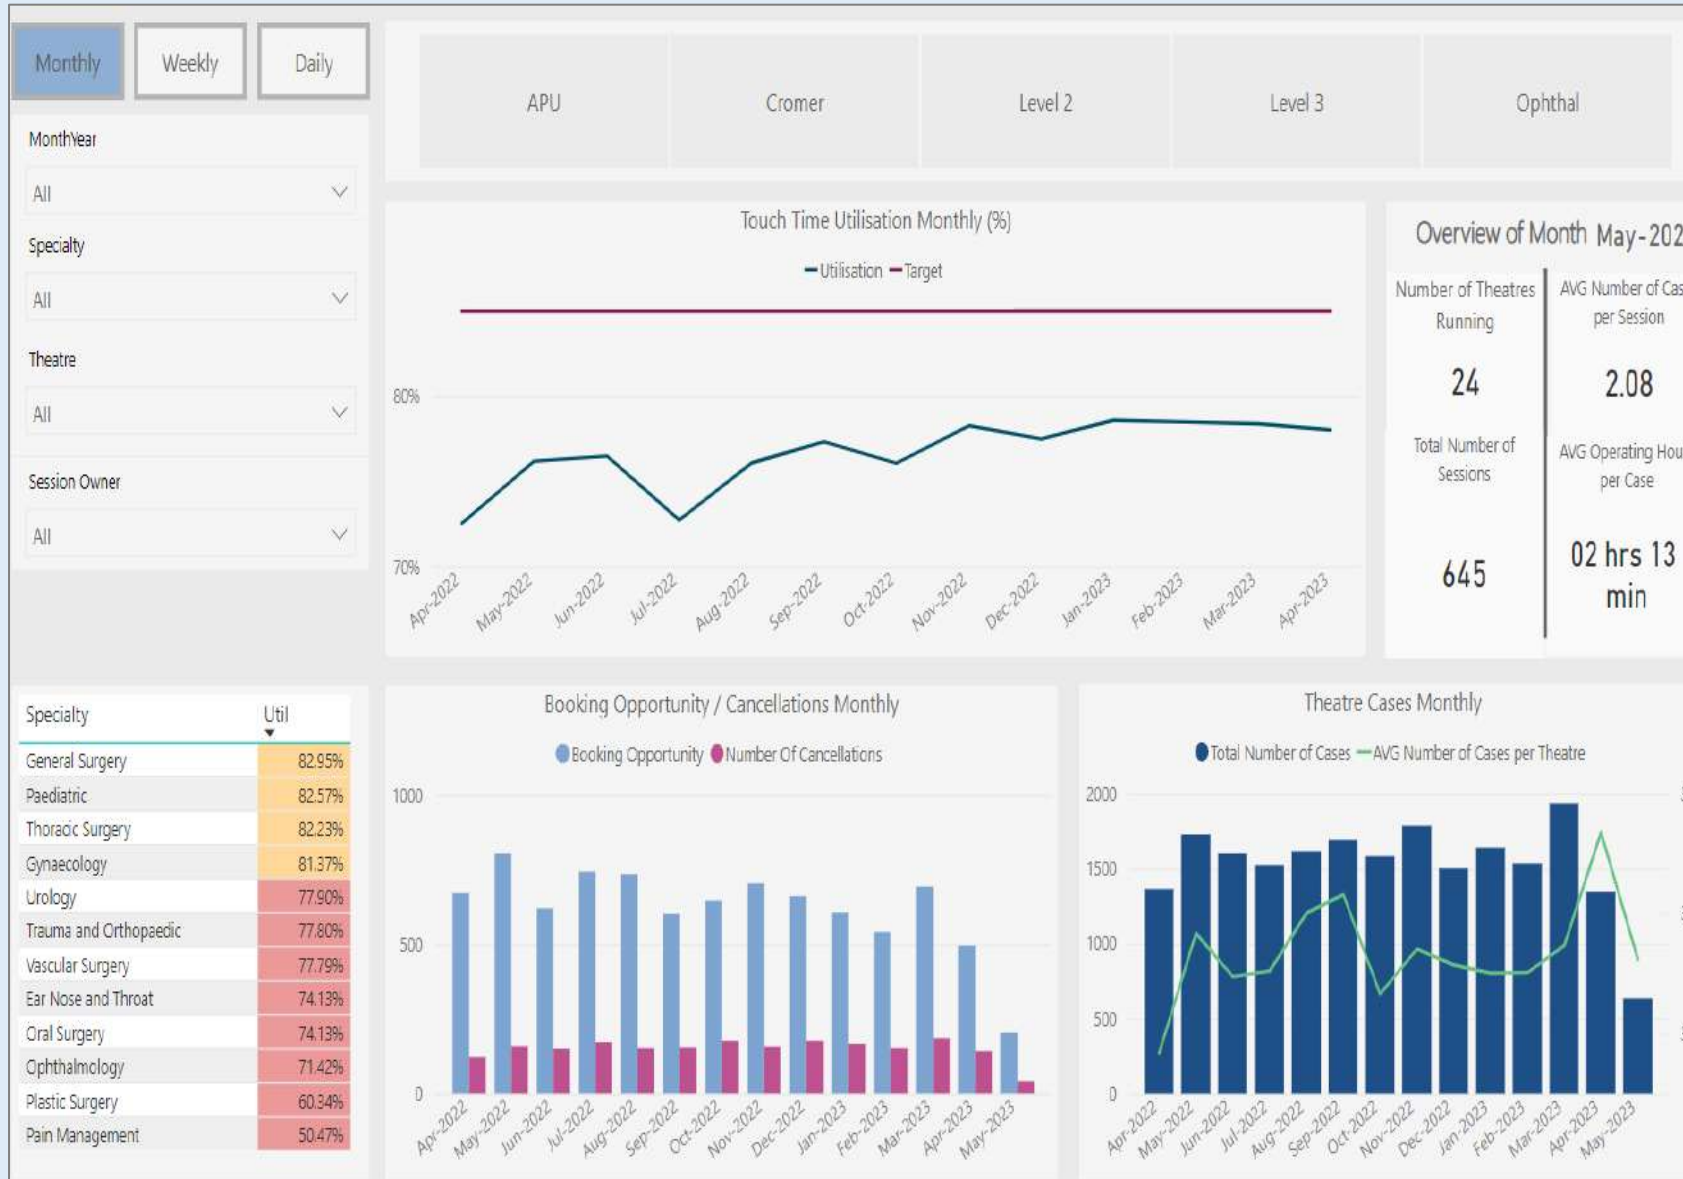 Monthly
Weekly
Daily
APU
Cromer
Level 2
Level 3
Ophthal
MonthYear
All
Specialty
All
Theatre
All
Session Owner
All
Touch Time Utilisation Monthly (%)
Utilisation
Target
80%
70%
Apr-2022
May-2022
Jun-2022
Jul-2022
Aug-2022
Sep-2022
Oct-2022
Nov-2022
Dec-2022
Jan-2023
Feb-2023
Mar-2023
Apr-2023
Overview of Month May-202
Number of Theatres
Running
24
AVG Number of Cas
per Session
2.08
Total Number of
Sessions
645
AVG Operating Hou
per Case
02 hrs 13
min
Specialty Util
General Surgery 82.95%
Paediatric 82.57%
Thoracic Surgery 82.23%
Gynaecology 81.37%
Urology 77.90%
Trauma and Orthopaedic 77.80%
Vascular Surgery 77.79%
Ear Nose and Throat 74.13%
Oral Surgery 74.13%
Ophthalmology 71.42%
Plastic Surgery 60.34%
Pain Management 50.47%
Booking Opportunity / Cancellations Monthly
Booking Opportunity
Number Of Cancellations
1000
500
0
Apr-2022
May-2022
Jun-2022
Jul-2022
Aug-2022
Sep-2022
Oct-2022
Nov-2022
Dec-2022
Jan-2023
Feb-2023
Mar-2023
Apr-2023
May-2023
Theatre Cases Monthly
Total Number of Cases
AVG Number of Cases per Theatre
2000
1500
1000
500
0
Apr-2022
May-2022
Jun-2022
Jul-2022
Aug-2022
Sep-2022
Oct-2022
Nov-2022
Dec-2022
Jan-2023
Feb-2023
Mar-2023
Apr-2023
May-2023